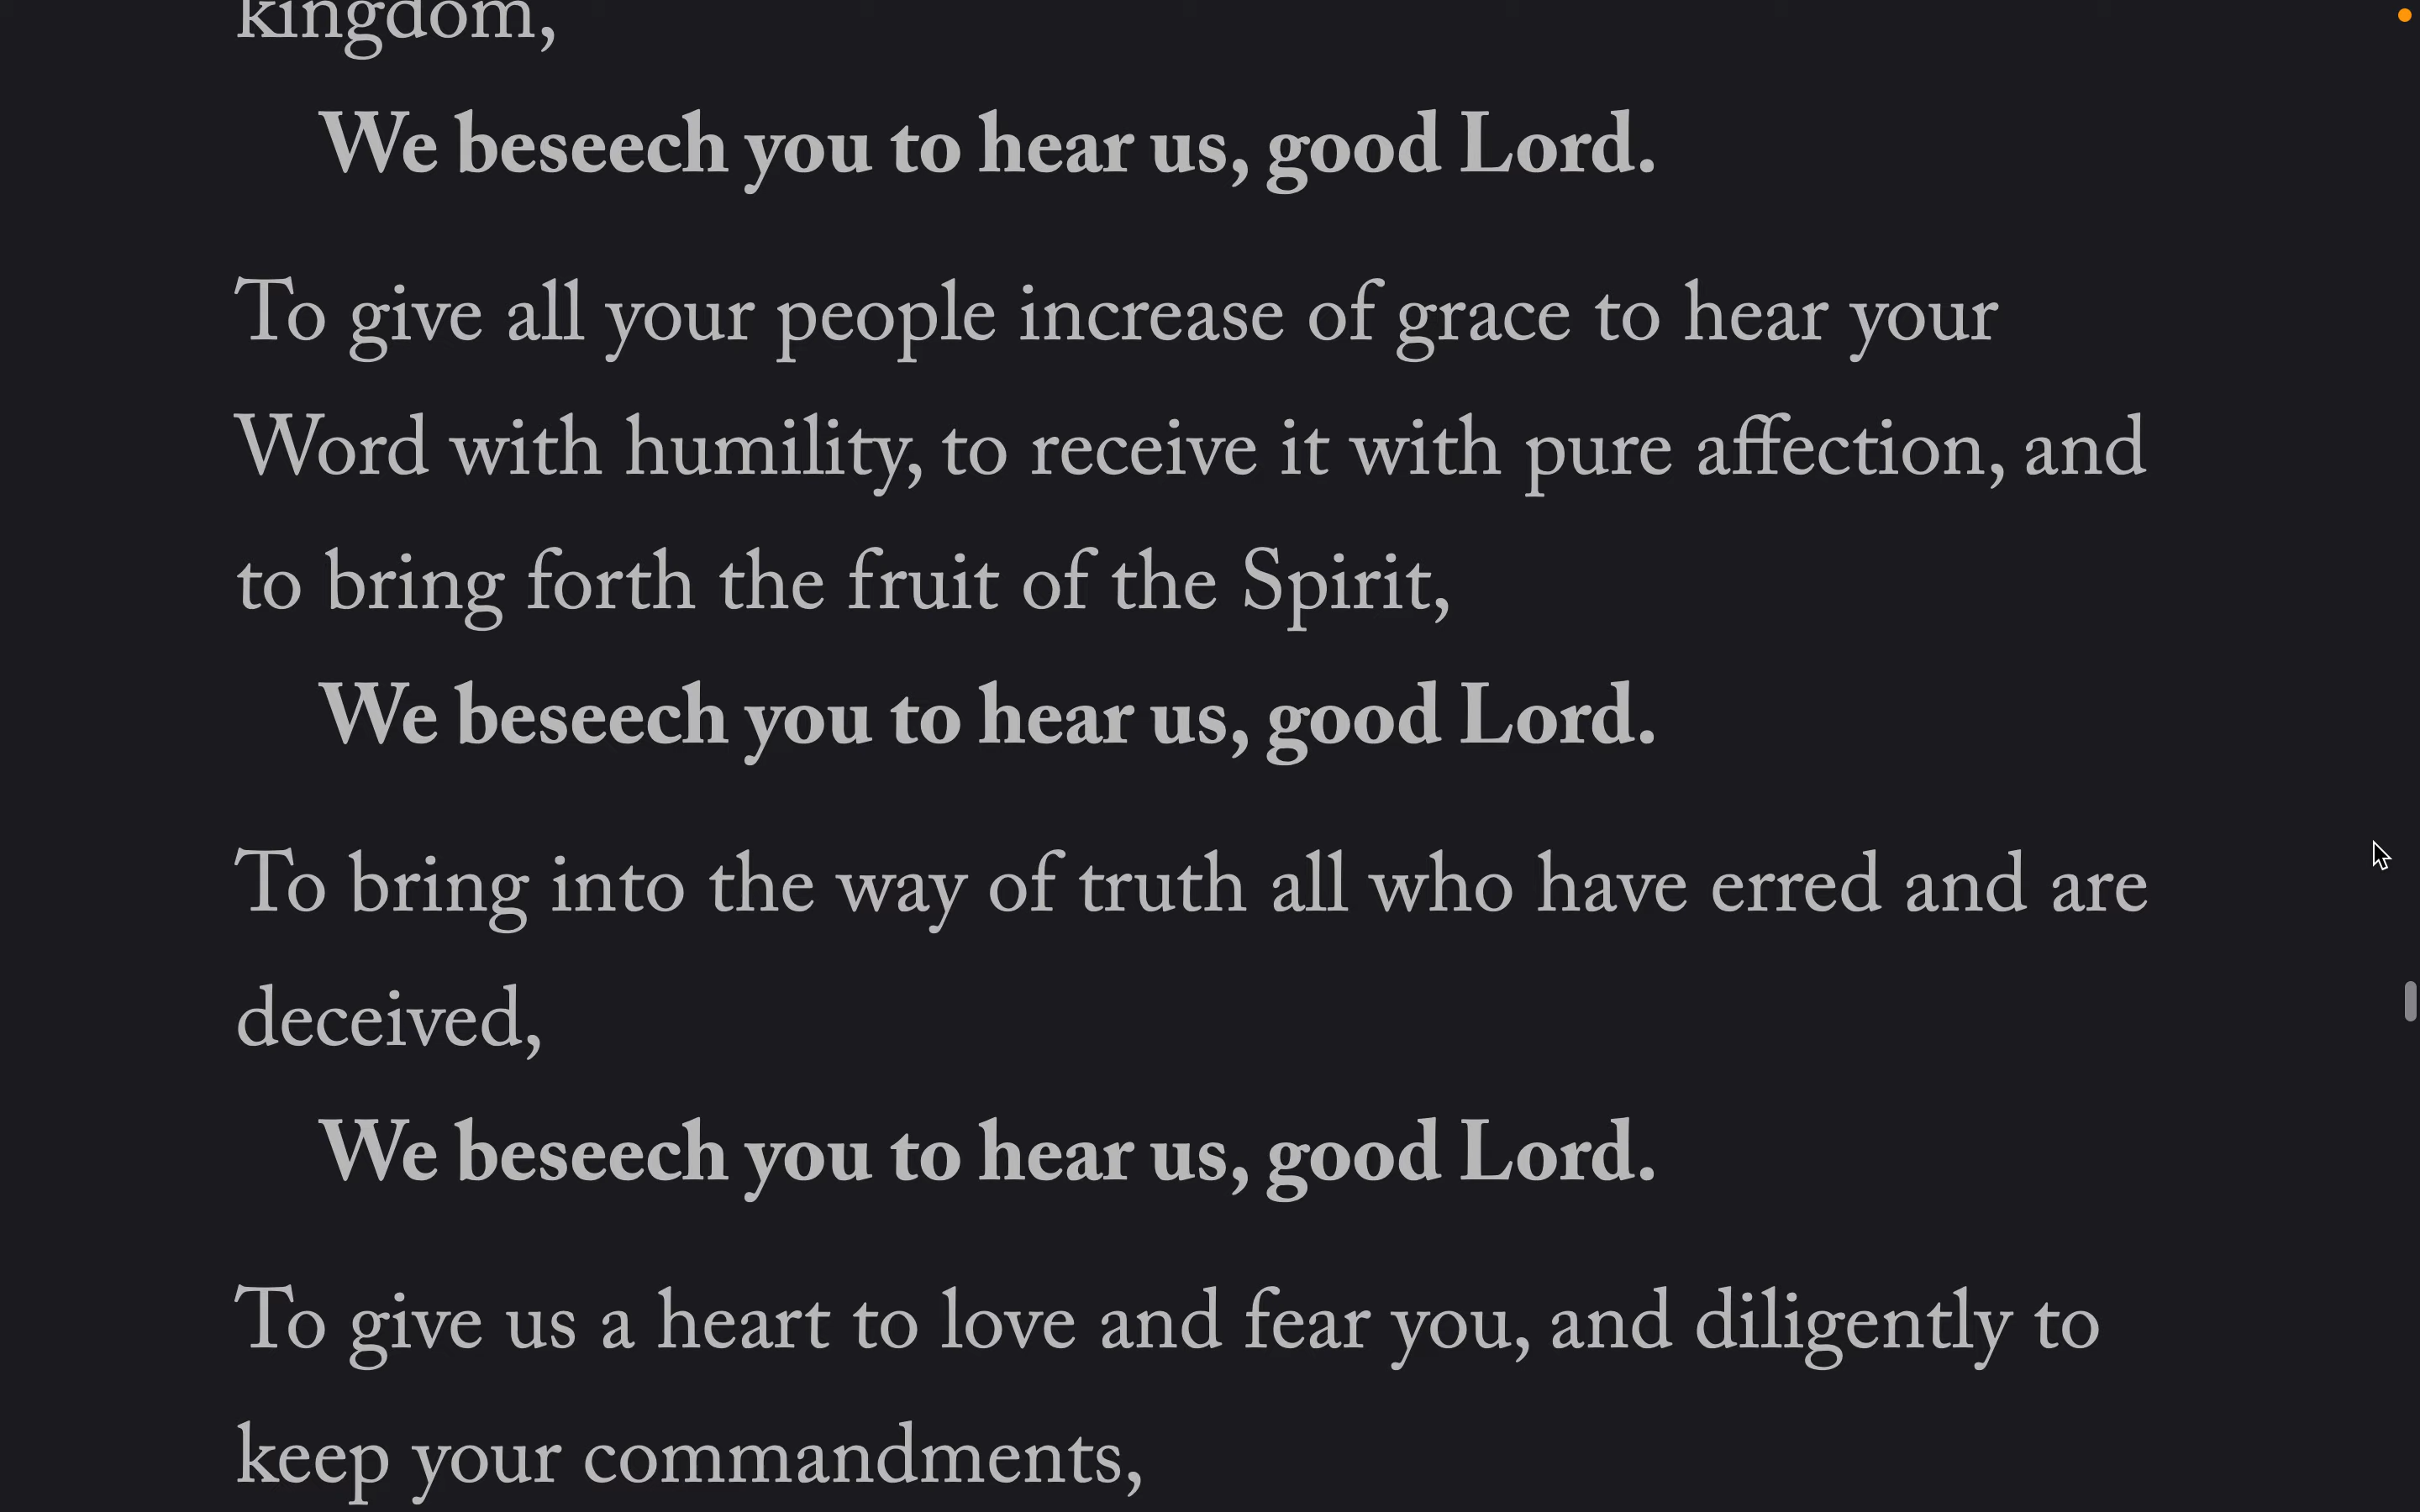 kingdom,
We beseech you to hear us, good Lord.
To give all your people increase of grace to hear your
Word with humility, to receive it with pure affection, and
to bring forth the fruit of the Spirit,
We beseech you to hear us, good Lord.
To bring into the way of truth all who have erred and are
deceived,
We beseech you to hear us, good Lord.
To give us a heart to love and fear you, and diligently to
keep your commandments,